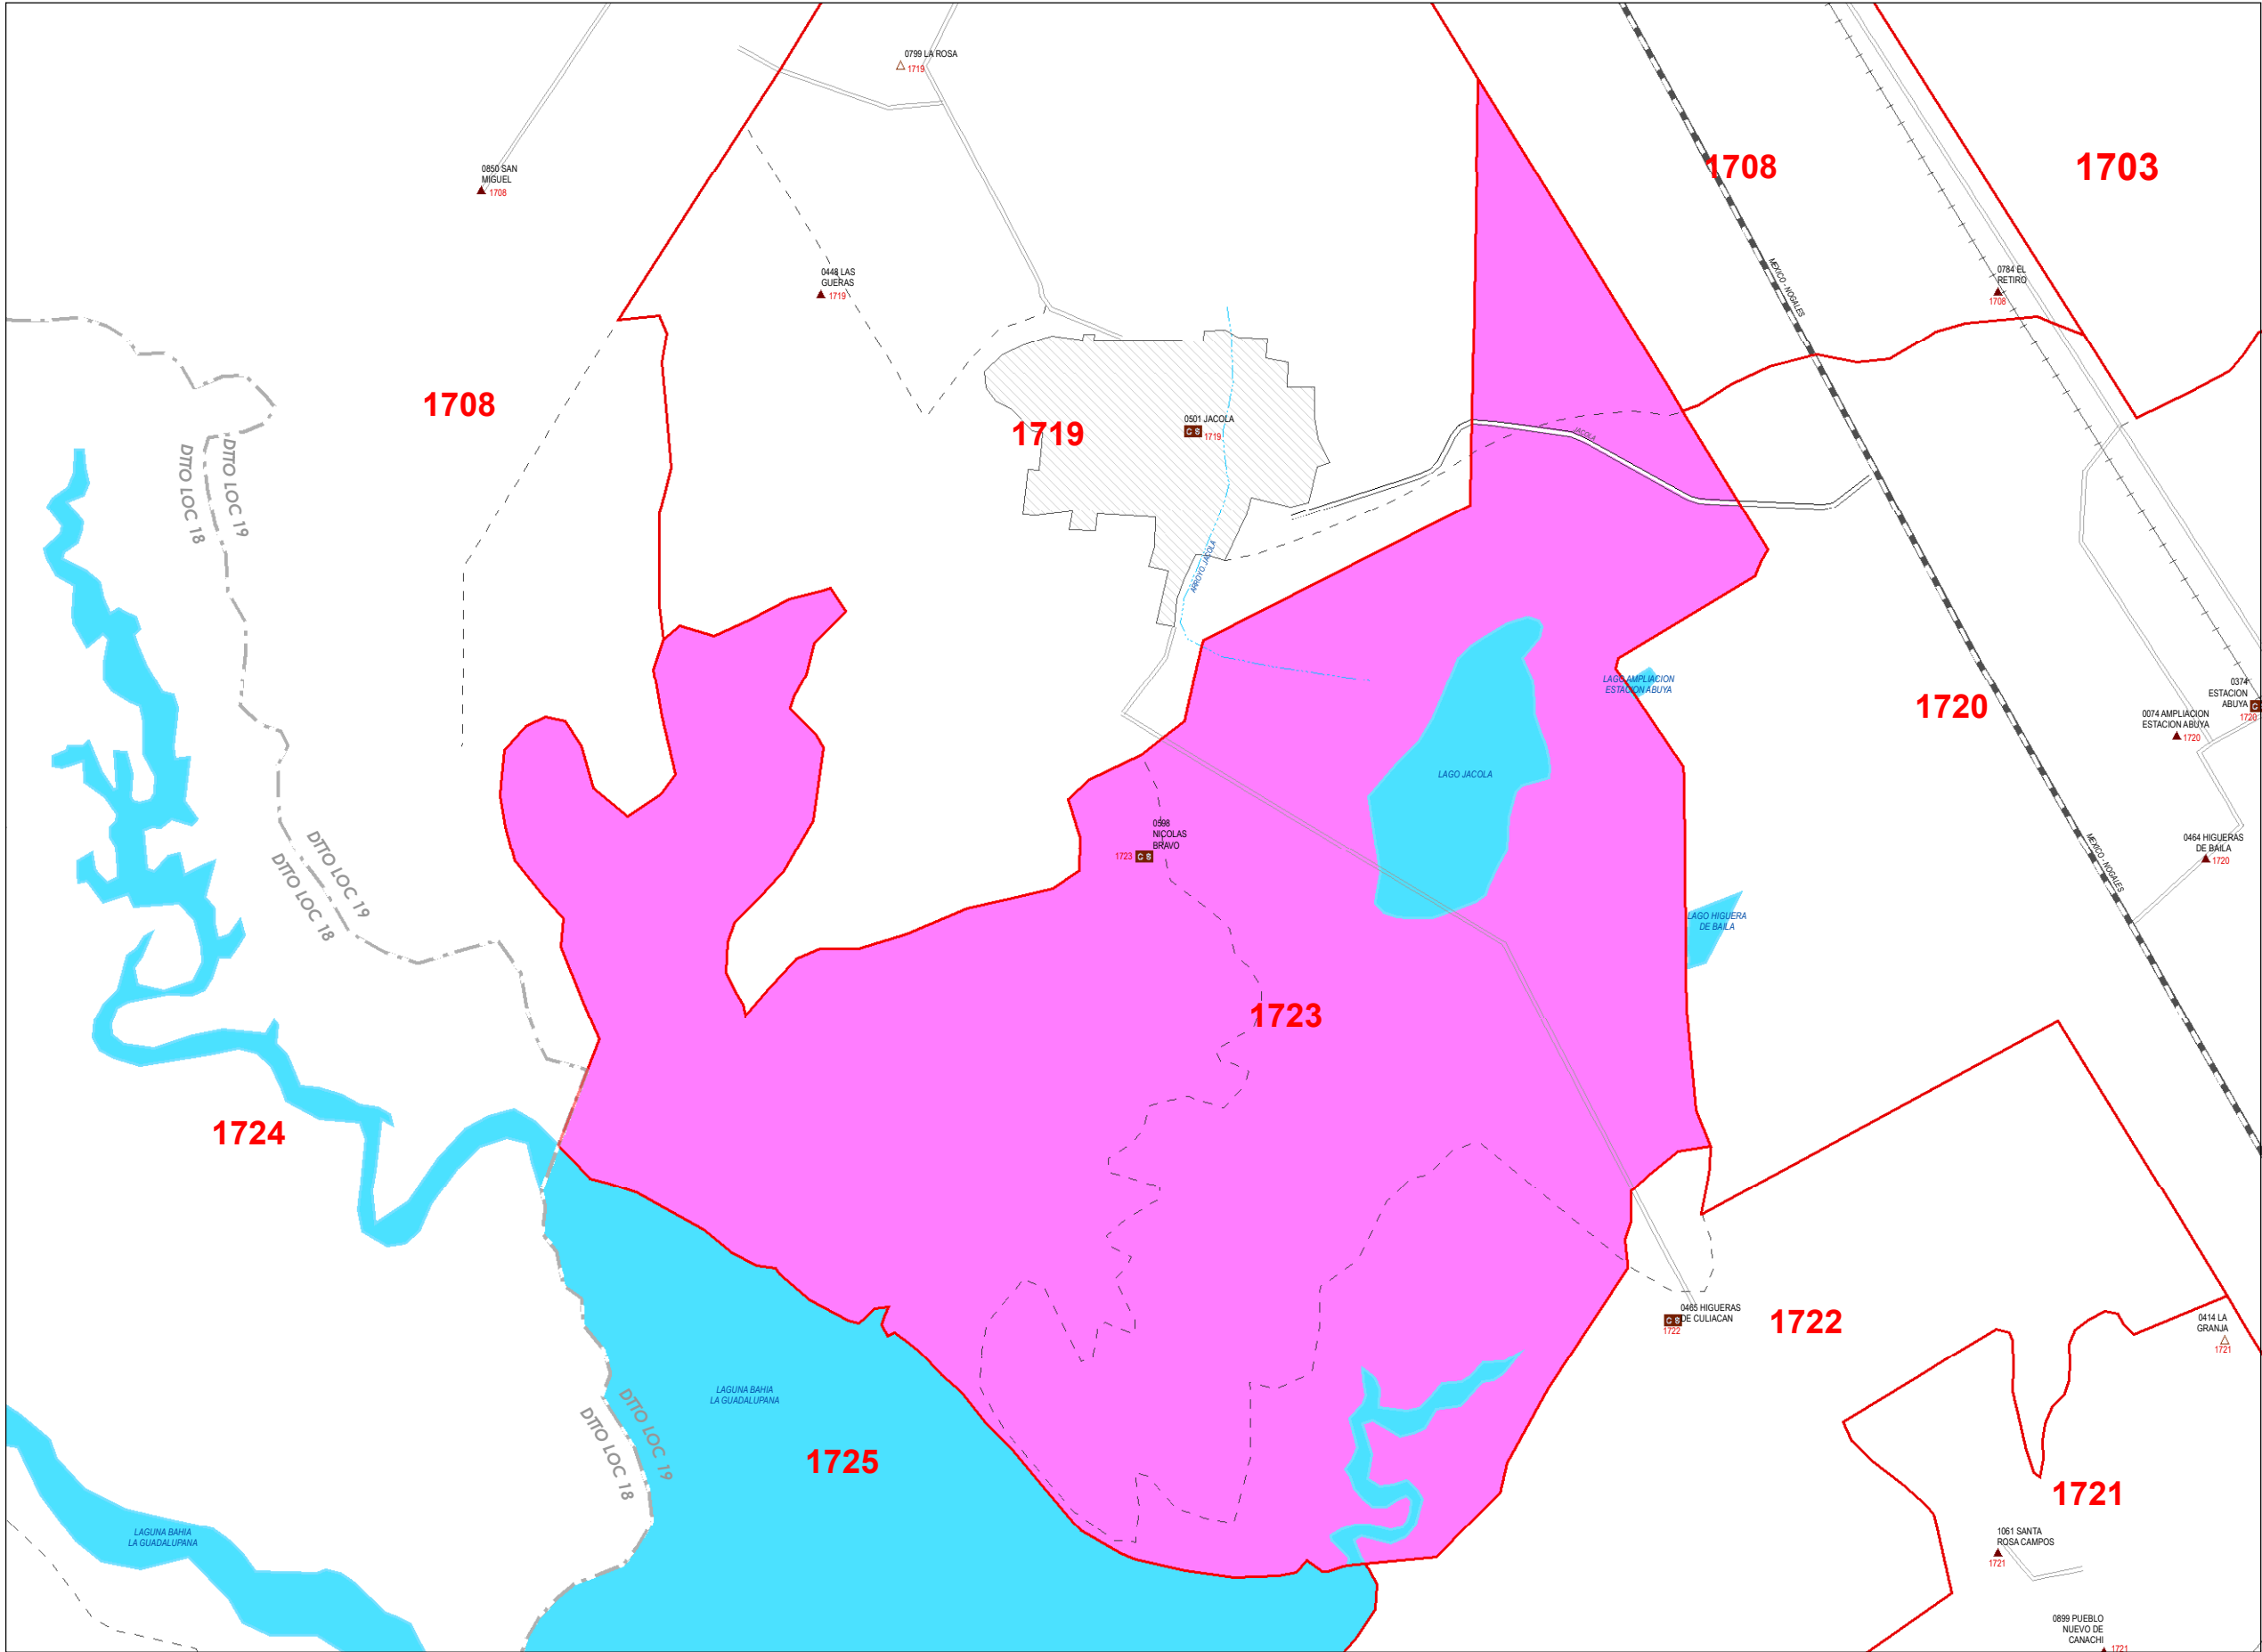 0799 LA ROSA
1719
1708
1703
0850 SAN
MIGUEL
1708
MEXICO - NOGALES
0448 LAS
GUERAS
1719
0784 EL
RETIRO
1708
1708
1719
0501 JACOLA
C S
1719
JACOLA
DTTO LOC 19
DTTO LOC 18
ARROYO JACOLA
LAGO AMPLIACION
ESTACION ABUYA
1720
0374
ESTACION
ABUYA
1720
0074 AMPLIACION
ESTACION ABUYA
1720
LAGO JACOLA
0598
NICOLAS
BRAVO
1723
C S
0464 HIGUERAS
DE BAILA
1720
MEXICO - NOGALES
DTTO LOC 19
DTTO LOC 18
LAGO HIGUERA
DE BAILA
1723
1724
0465 HIGUERAS
DE CULIACAN
C S
1722
1722
0414 LA
GRANJA
1721
LAGUNA BAHIA
LA GUADALUPANA
DTTO LOC 19
DTTO LOC 18
1725
1721
LAGUNA BAHIA
LA GUADALUPANA
1061 SANTA
ROSA CAMPOS
1721
0899 PUEBLO
NUEVO DE
CANACHI
1721